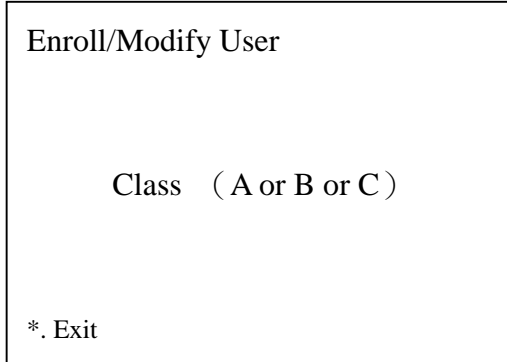 Enroll/Modify User
Class （A or B or C）
*. Exit